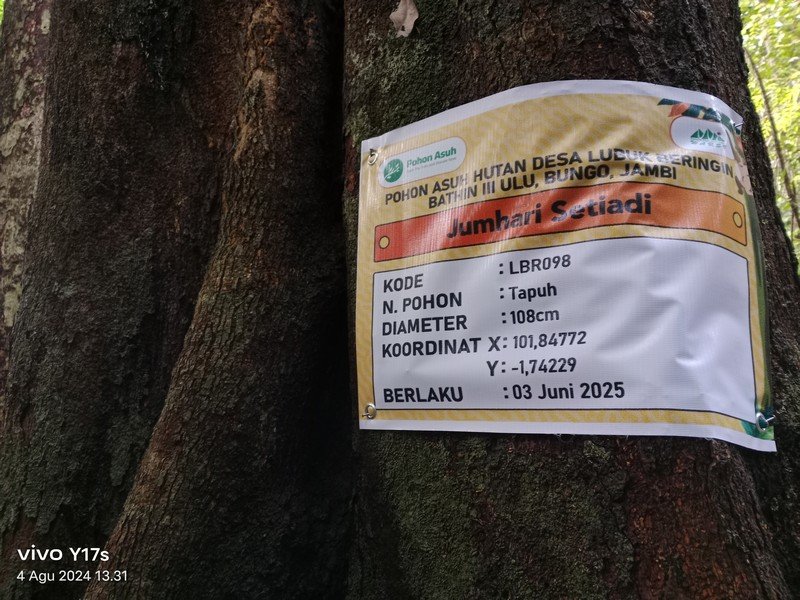 Pohon Asuh
POHON ASUH HUTAN DESA LUBUK BERINGIN
BATHIN III ULU, BUNGO, JAMBI
Jumhari Setiadi
KODE : LBR098
N. POHON : Tapuh
DIAMETER : 108cm
KOORDINAT X: 101,84772
Y: -1,74229
BERLAKU : 03 Juni 2025
vivo Y17s
4 Agu 2024 13.31